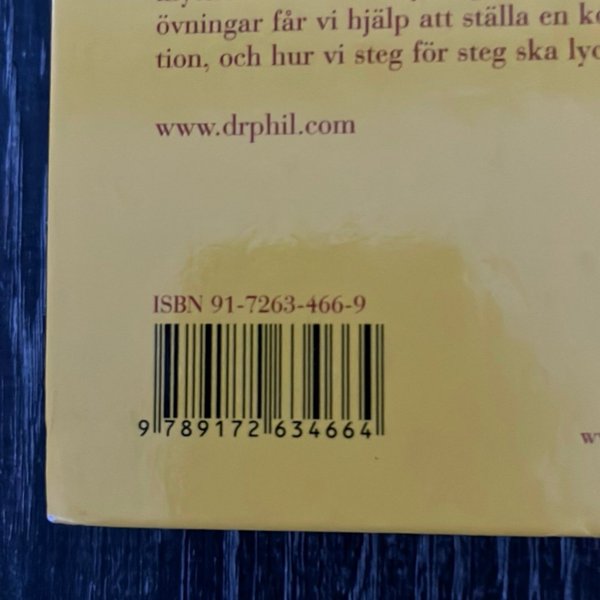 övningar får vi hjälp att ställa en
tion, och hur vi steg för steg ska
www.drphil.com
ISBN 91-7263-466-9
9 789172 634664